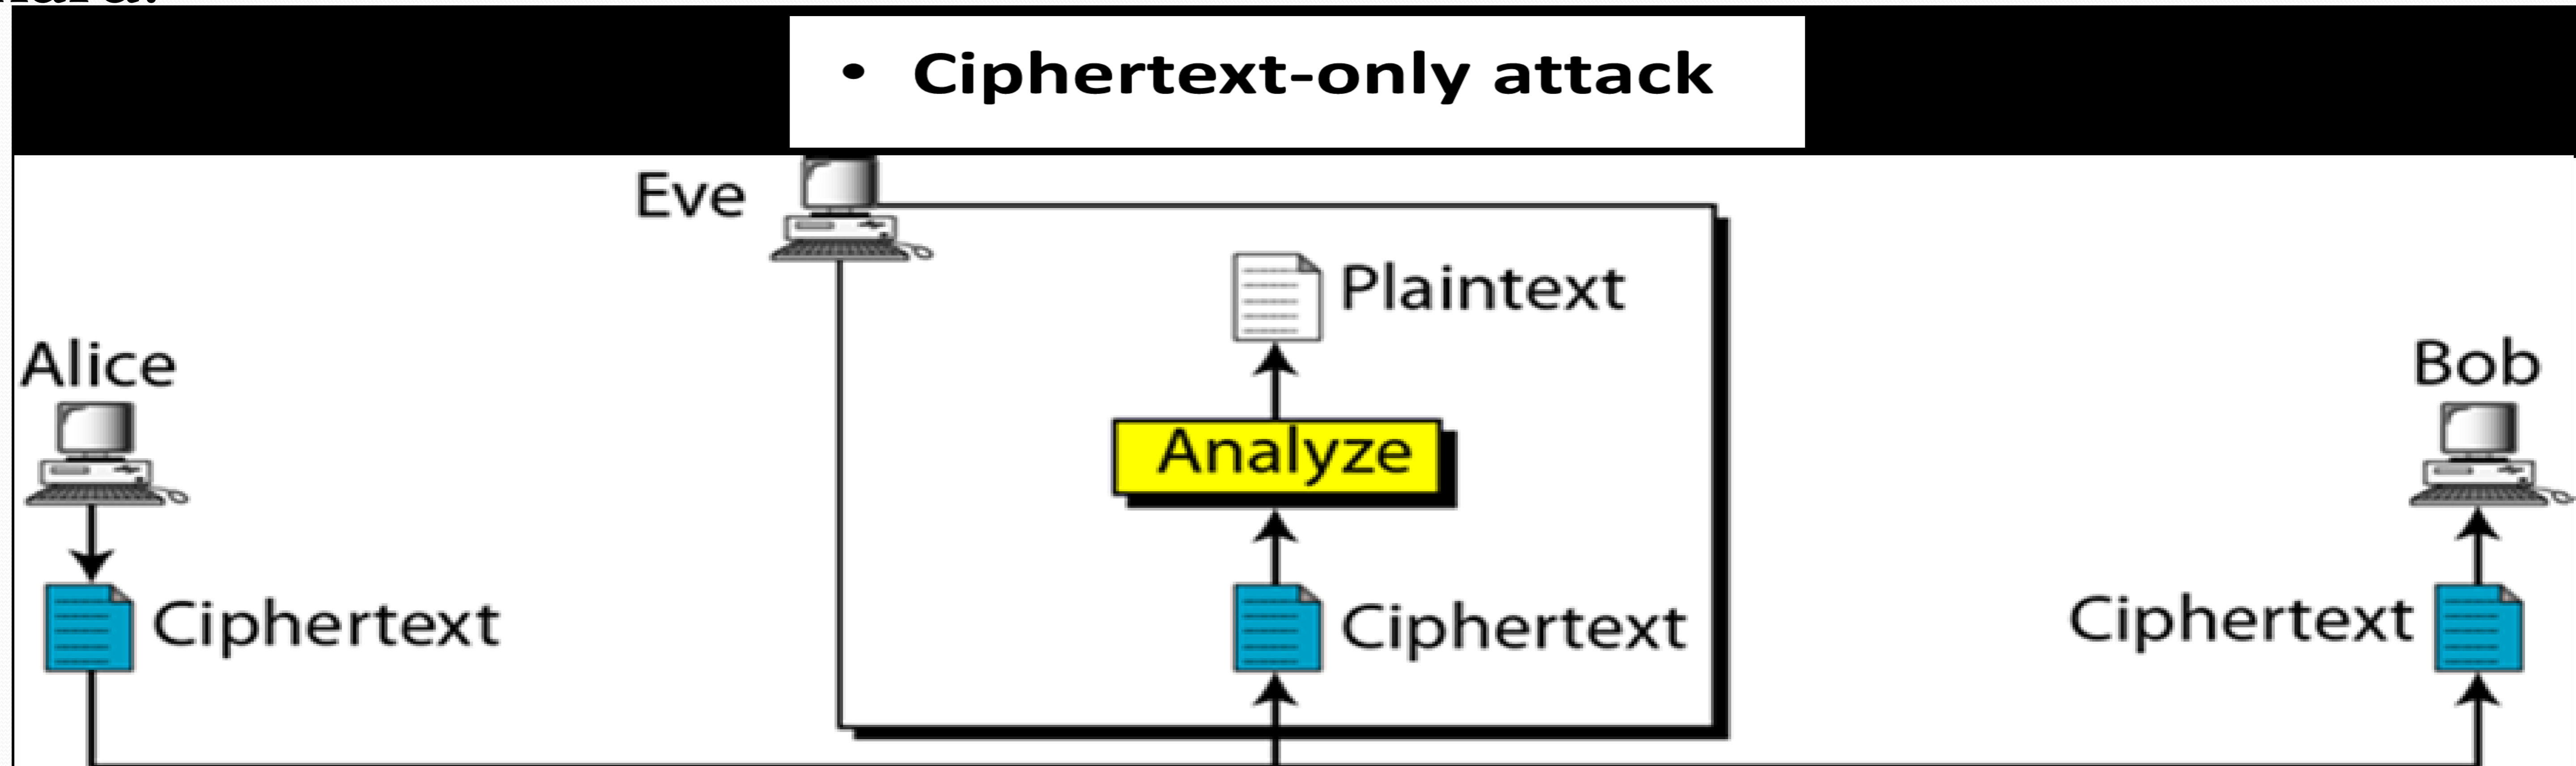 • Ciphertext-only attack
Eve
Plaintext
Alice
Bob
Analyze
Ciphertext
Ciphertext
Ciphertext